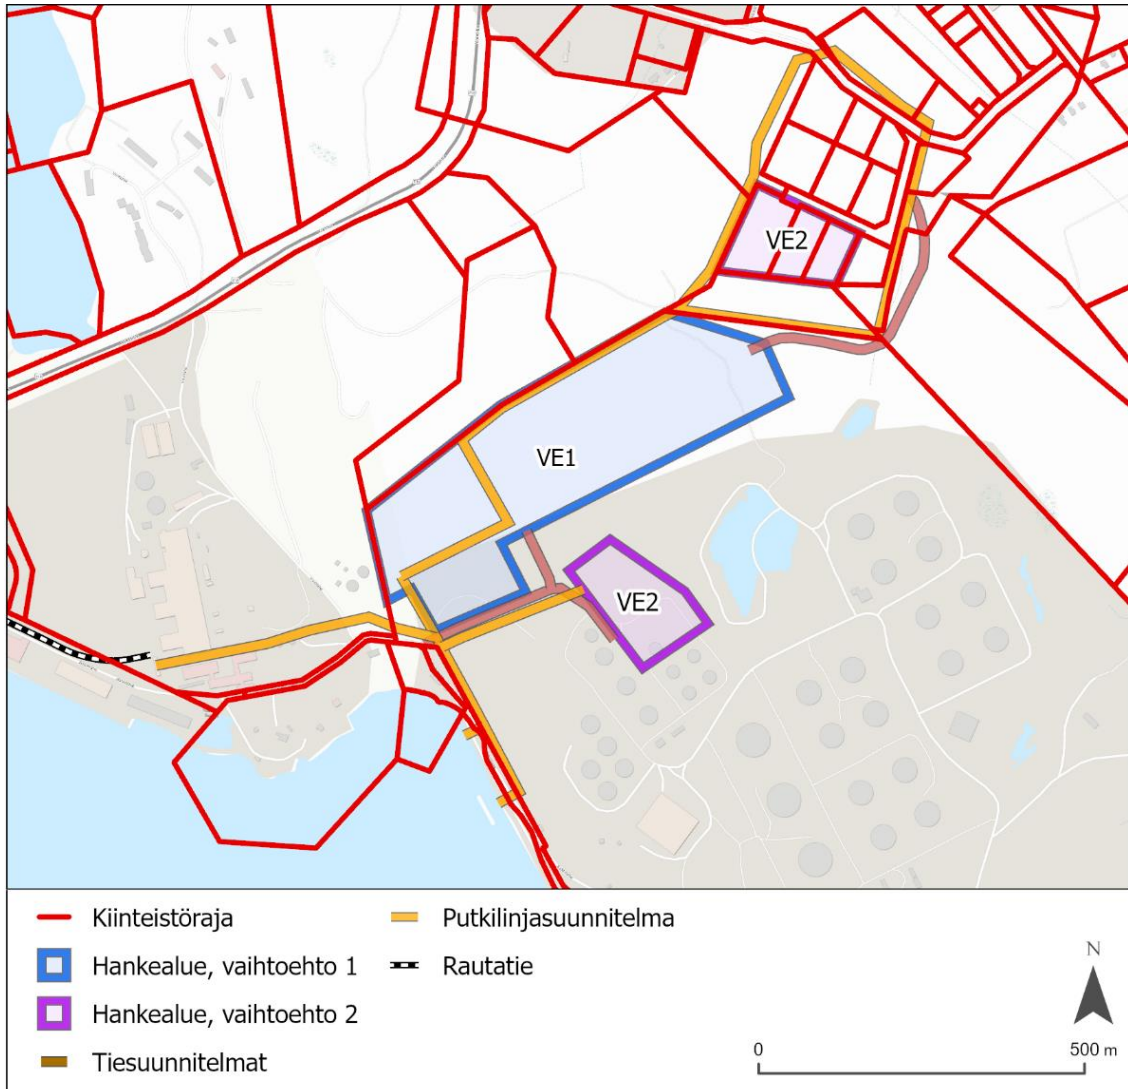 VE2
VE1
VE2
Kiinteistöraja
Hankealue, vaihtoehto 1
Hankealue, vaihtoehto 2
Tiesuunnitelmat
Putkilinjasuunnitelma
Rautatie
N
0
500 m